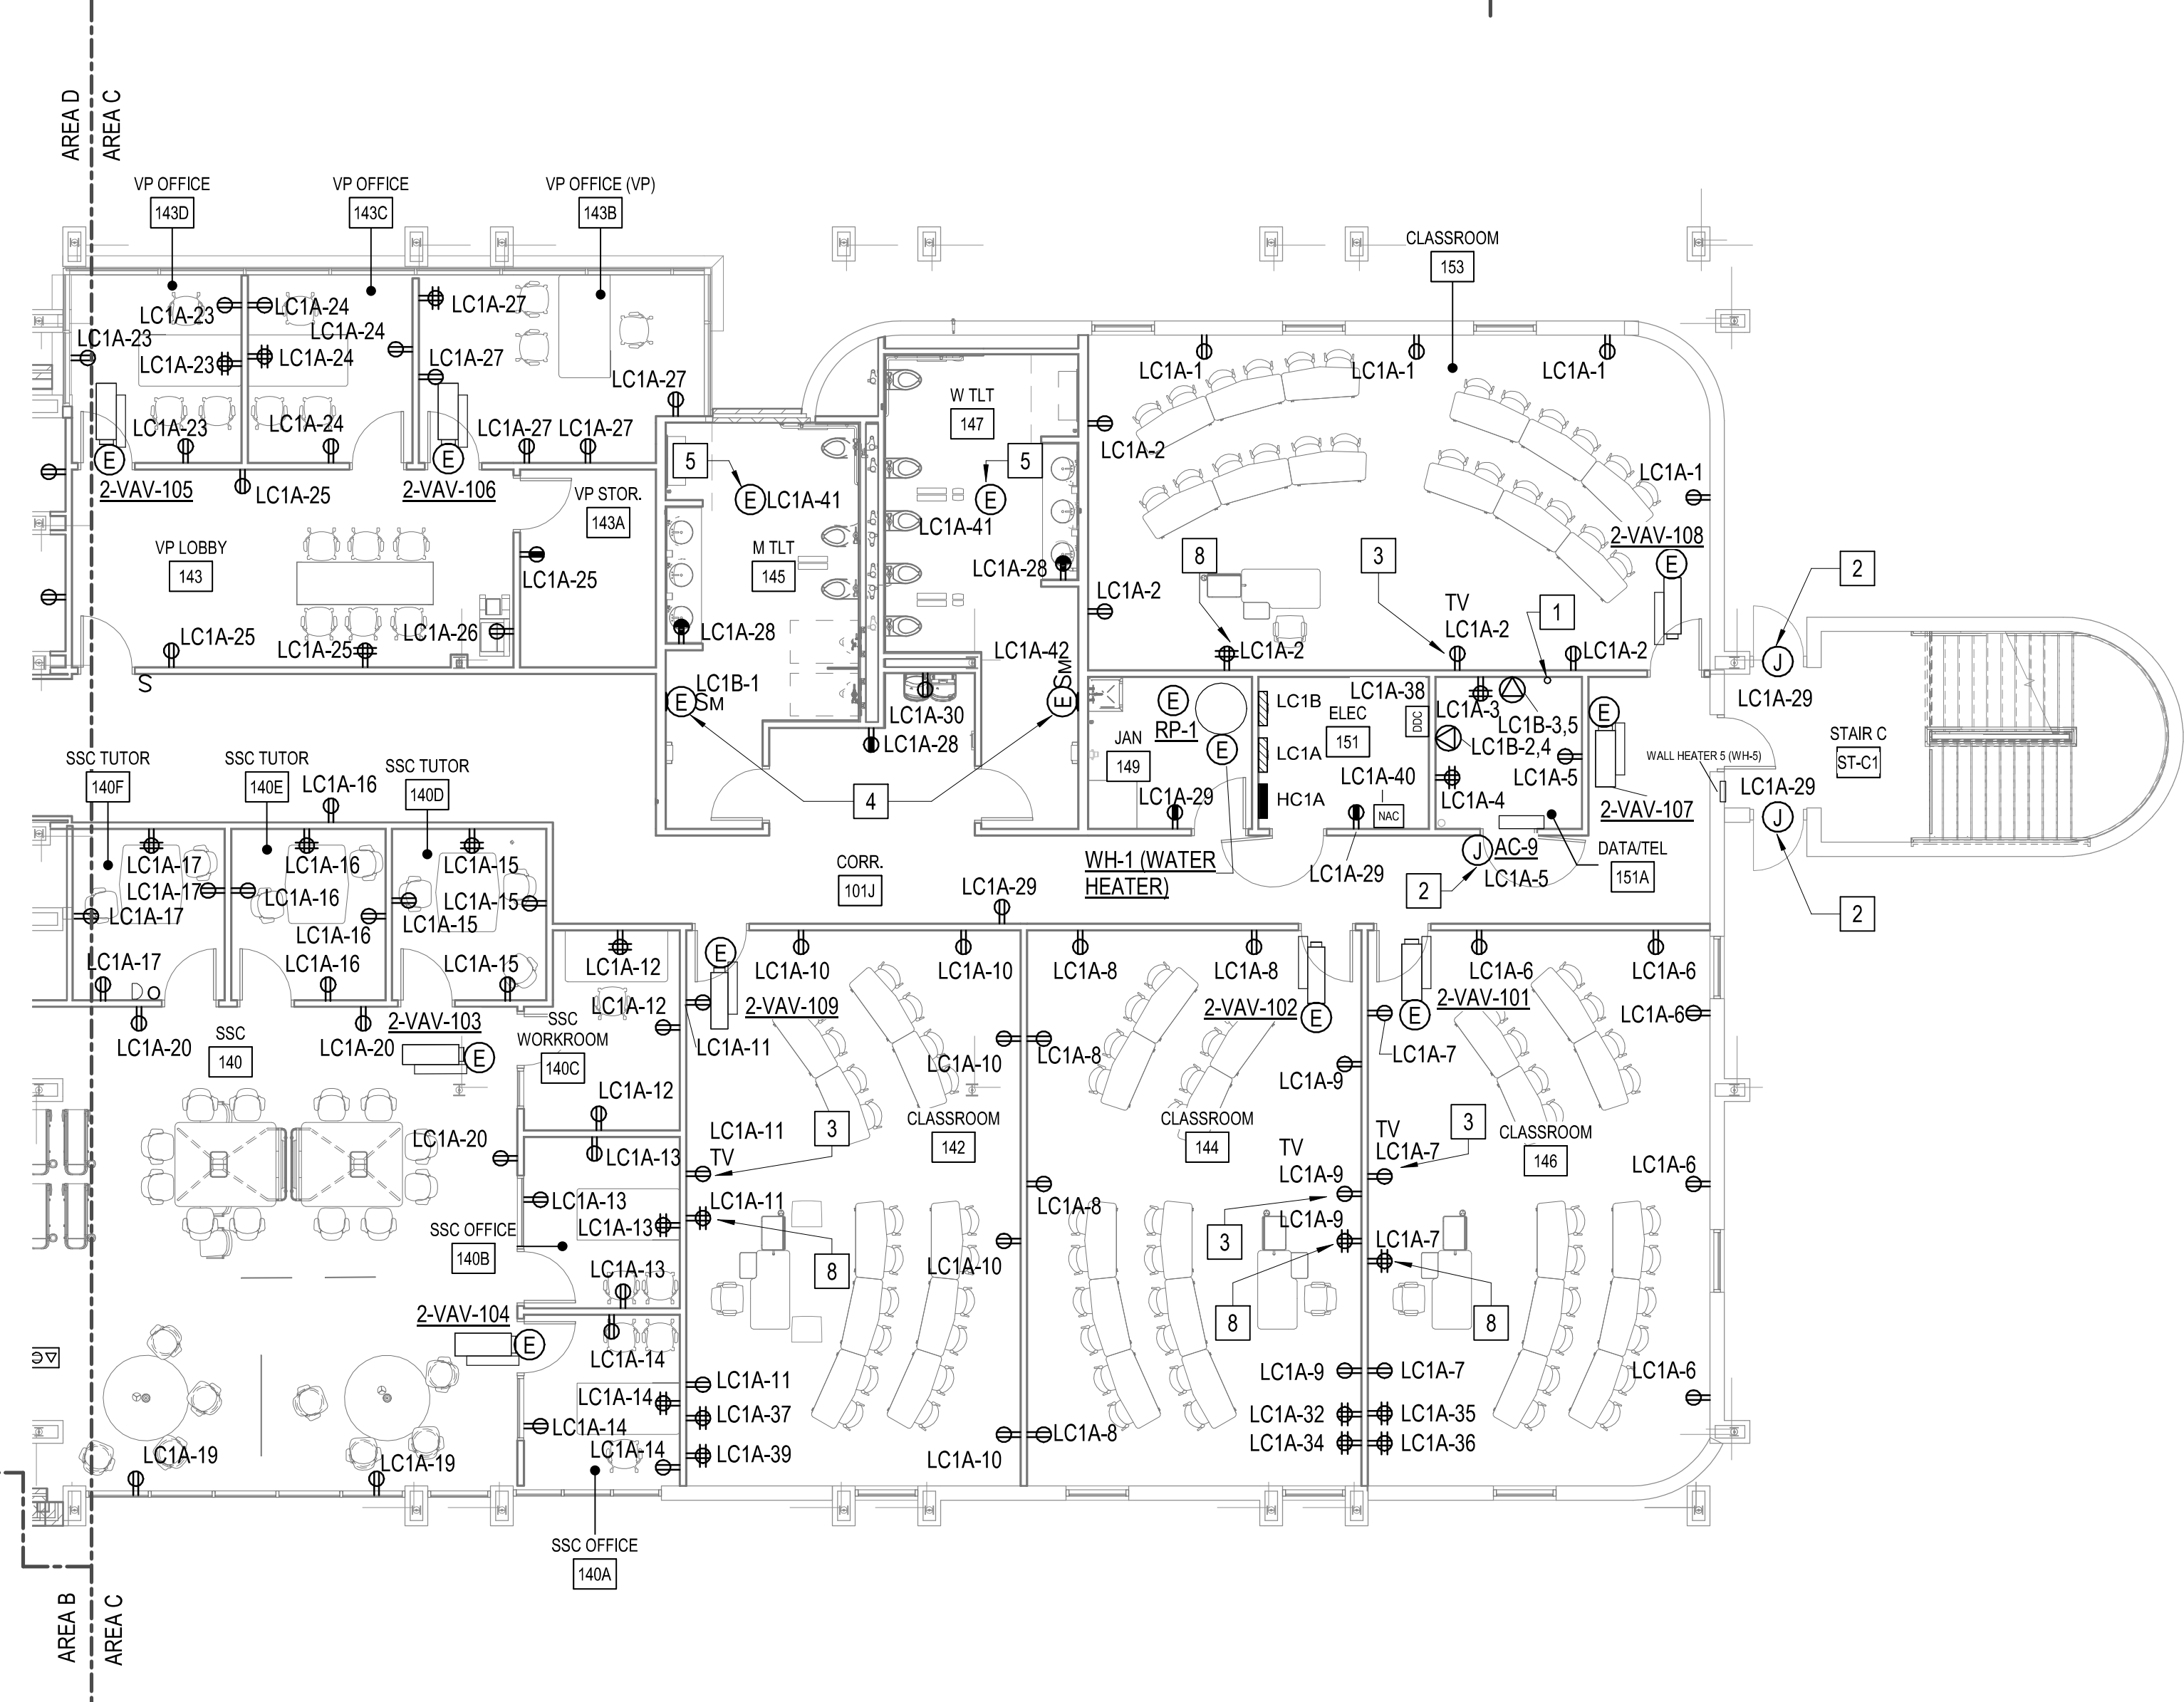 AREA D
AREA C
VP OFFICE
143D
VP OFFICE
143C
VP OFFICE (VP)
143B
CLASSROOM
153
LC1A-23
LC1A-24
LC1A-27
LC1A-24
LC1A-23
LC1A-23
LC1A-24
LC1A-27
LC1A-27
LC1A-1
LC1A-1
LC1A-1
LC1A-23
LC1A-24
LC1A-27
LC1A-27
W TLT
147
LC1A-2
E
2-VAV-105
E
2-VAV-106
LC1A-25
VP STOR.
143A
5
E
LC1A-41
5
E
LC1A-41
LC1A-1
2-VAV-108
E
VP LOBBY
143
LC1A-25
M TLT
145
LC1A-28
8
3
2
LC1A-2
TV
LC1A-2
1
LC1A-25
LC1A-25
LC1A-26
LC1A-28
LC1A-42
LC1A-2
LC1A-2
J
LC1A-29
S
LC1B-1
E
SM
E
SM
LC1A-30
LC1A-28
E
RP-1
E
LC1B
ELEC
151
LC1A-38
DDC
LC1A-3
LC1B-3,5
LC1B-2,4
E
JAN
149
LC1A
LC1A-40
LC1A-5
STAIR C
ST-C1
WALL HEATER 5 (WH-5)
LC1A-29
4
LC1A-29
HC1A
NAC
LC1A-4
2-VAV-107
J
SSC TUTOR
140F
SSC TUTOR
140E
LC1A-16
SSC TUTOR
140D
LC1A-17
LC1A-16
LC1A-15
LC1A-17
LC1A-16
LC1A-15
LC1A-17
LC1A-16
LC1A-15
CORR.
101J
LC1A-29
WH-1 (WATER
HEATER)
LC1A-29
J
AC-9
LC1A-5
2
DATA/TEL
151A
2
LC1A-17
LC1A-16
LC1A-15
LC1A-12
E
LC1A-10
LC1A-10
LC1A-8
LC1A-8
LC1A-6
LC1A-6
LC1A-20
SSC
140
LC1A-20
2-VAV-103
E
LC1A-12
SSC
WORKROOM
140C
2-VAV-109
LC1A-11
2-VAV-102
E
E
2-VAV-101
LC1A-6
LC1A-10
LC1A-8
LC1A-9
LC1A-7
LC1A-12
LC1A-20
LC1A-13
LC1A-11
TV
3
CLASSROOM
142
CLASSROOM
144
TV
LC1A-9
TV
LC1A-7
3
CLASSROOM
146
LC1A-6
LC1A-13
LC1A-11
LC1A-8
LC1A-9
SSC OFFICE
140B
LC1A-13
8
LC1A-10
3
LC1A-7
LC1A-13
2-VAV-104
E
8
8
LC1A-14
LC1A-11
LC1A-9
LC1A-7
LC1A-6
LC1A-14
LC1A-37
LC1A-32
LC1A-35
LC1A-14
LC1A-8
LC1A-34
LC1A-36
LC1A-14
LC1A-39
LC1A-10
LC1A-19
LC1A-19
SSC OFFICE
140A
AREA B
AREA C